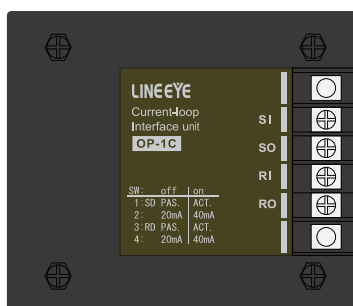 LINEEYE
Current-loop
Interface unit
OP-1C
SI
SO
RI
RO
SW: off on
1:SD PAS. ACT.
2: 20mA 40mA
3:RD PAS. ACT.
4: 20mA 40mA